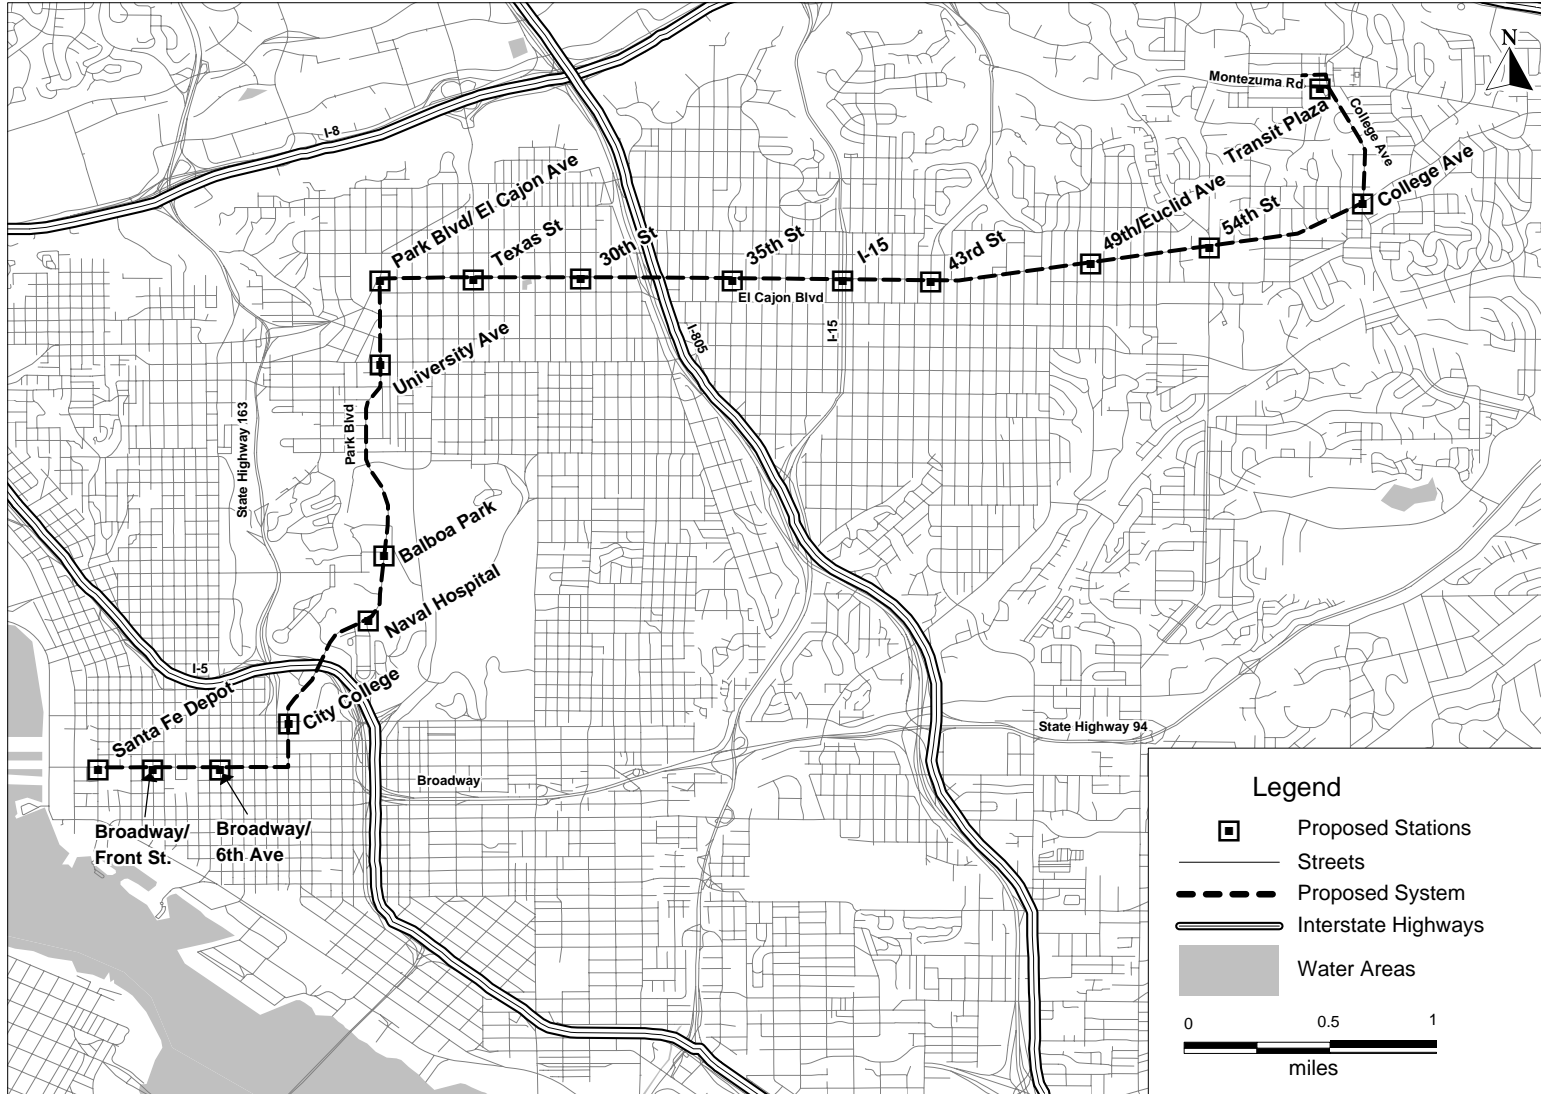 N
Montezuma Rd
I-8
College Ave
Transit Plaza
College Ave
Park Blvd/ El Cajon Ave
Texas St
30th St
35th St
I-15
43rd St
49th/Euclid Ave
54th St
El Cajon Blvd
I-15
I-805
University Ave
State Highway 163
Park Blvd
Balboa Park
Naval Hospital
I-5
Santa Fe Depot
City College
State Highway 94
Broadway
Broadway/
Front St.
Broadway/
6th Ave
Legend
Proposed Stations
Streets
Proposed System
Interstate Highways
Water Areas
0 0.5 1
miles